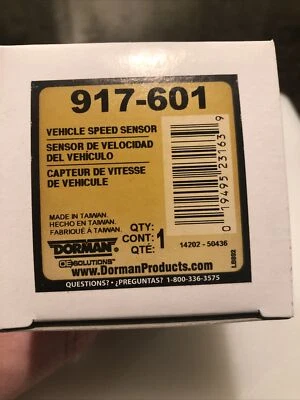 917-601
VEHICLE SPEED SENSOR
SENSOR DE VELOCIDAD
DEL VEHÍCULO
CAPTEUR DE VITESSE
DE VÉHICULE
MADE IN TAIWAN.
HECHO EN TAIWAN.
FABRIQUÉ À TAIWAN.
QTY:
CONT: 1
QTÉ:
DORMAN
OE SOLUTIONS
0 19495 23163 9
14202 - 50436
www.DormanProducts.com
LB892
QUESTIONS? • ¿PREGUNTAS? 1-800-336-3575